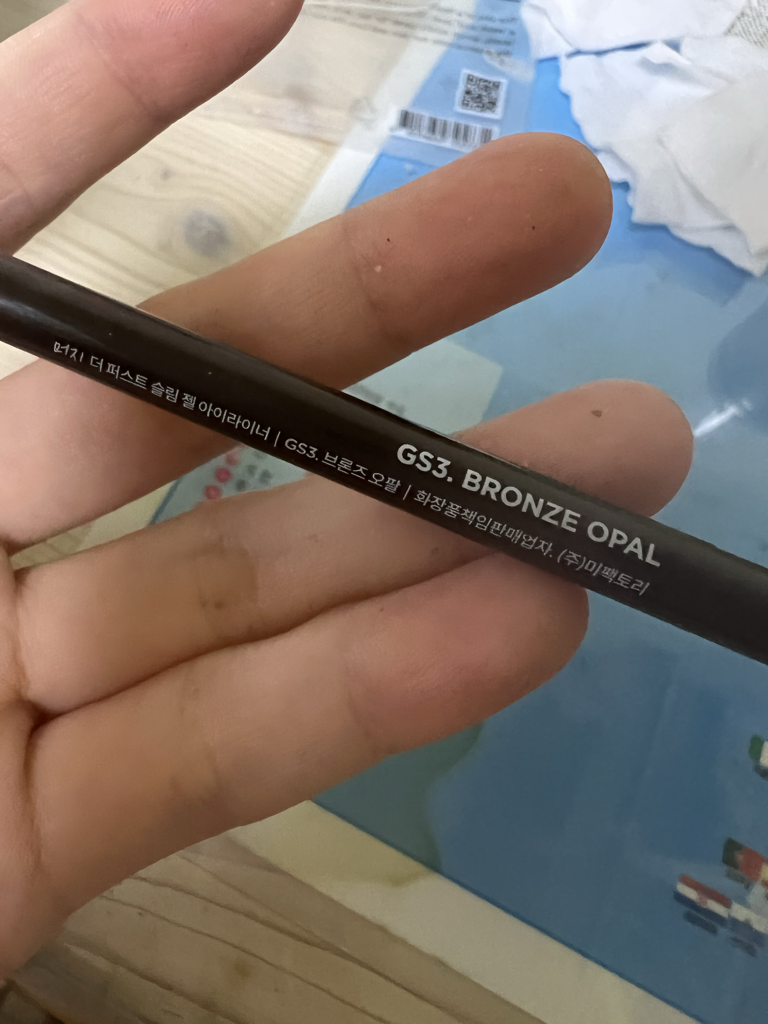 GS3. BRONZE OPAL
머지 더 퍼스트 슬림 젤 아이라이너 | GS3. 브론즈 오팔 | 화장품책임판매업자. (주)미팩토리